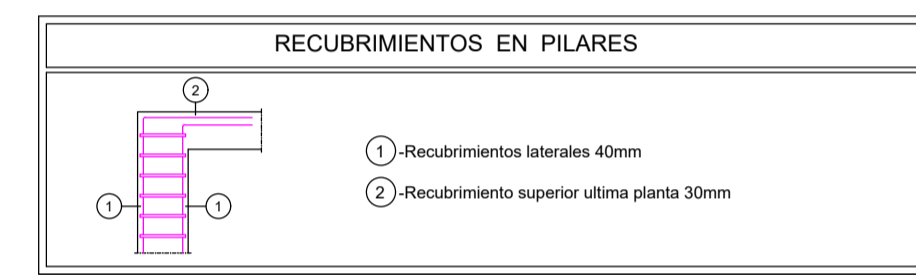 RECUBRIMIENTOS EN PILARES
2
1
1
1 -Recubrimientos laterales 40mm
2 -Recubrimiento superior ultima planta 30mm